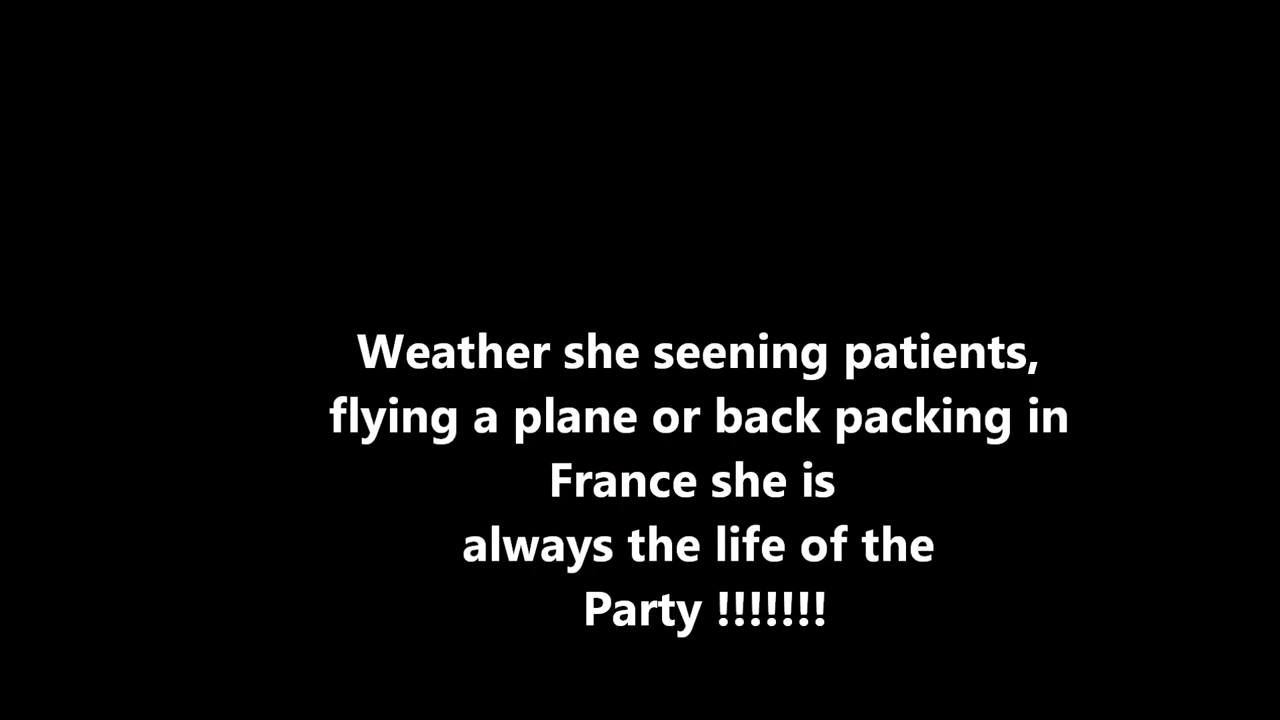 Weather she seening patients,
flying a plane or back packing in
France she is
always the life of the
Party !!!!!!!